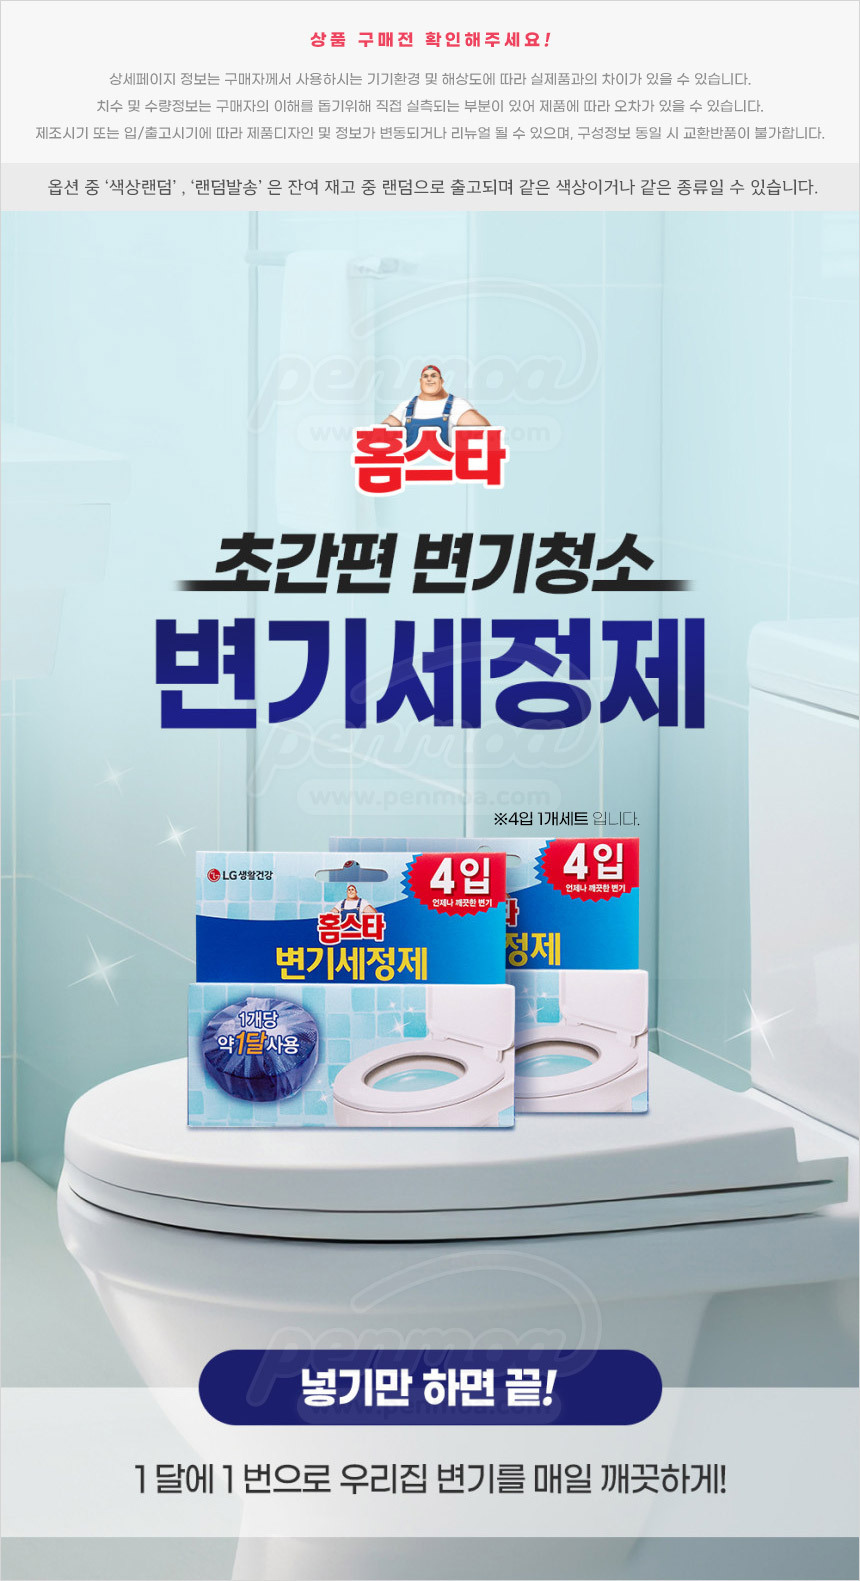 상품 구매전 확인해주세요!
상세페이지 정보는 구매자께서 사용하시는 기기환경 및 해상도에 따라 실제품과의 차이가 있을 수 있습니다.
치수 및 수량정보는 구매자의 이해를 돕기위해 직접 실측되는 부분이 있어 제품에 따라 오차가 있을 수 있습니다.
제조시기 또는 입/출고시기에 따라 제품디자인 및 정보가 변동되거나 리뉴얼 될 수 있으며, 구성정보 동일 시 교환반품이 불가합니다.
옵션 중 ‘색상랜덤’ , ‘랜덤발송’ 은 잔여 재고 중 랜덤으로 출고되며 같은 색상이거나 같은 종류일 수 있습니다.
penmoa
홈스타
초간편 변기청소
변기세정제
penmoa
www.penmoa.com
※4입 1개세트 입니다.
LG생활건강
4입
언제나 깨끗한 변기
4입
언제나 깨끗한 변기
홈스타
변기세정제
정제
1개당
약1달사용
penmoa
넣기만 하면 끝!
1달에 1번으로 우리집 변기를 매일 깨끗하게!